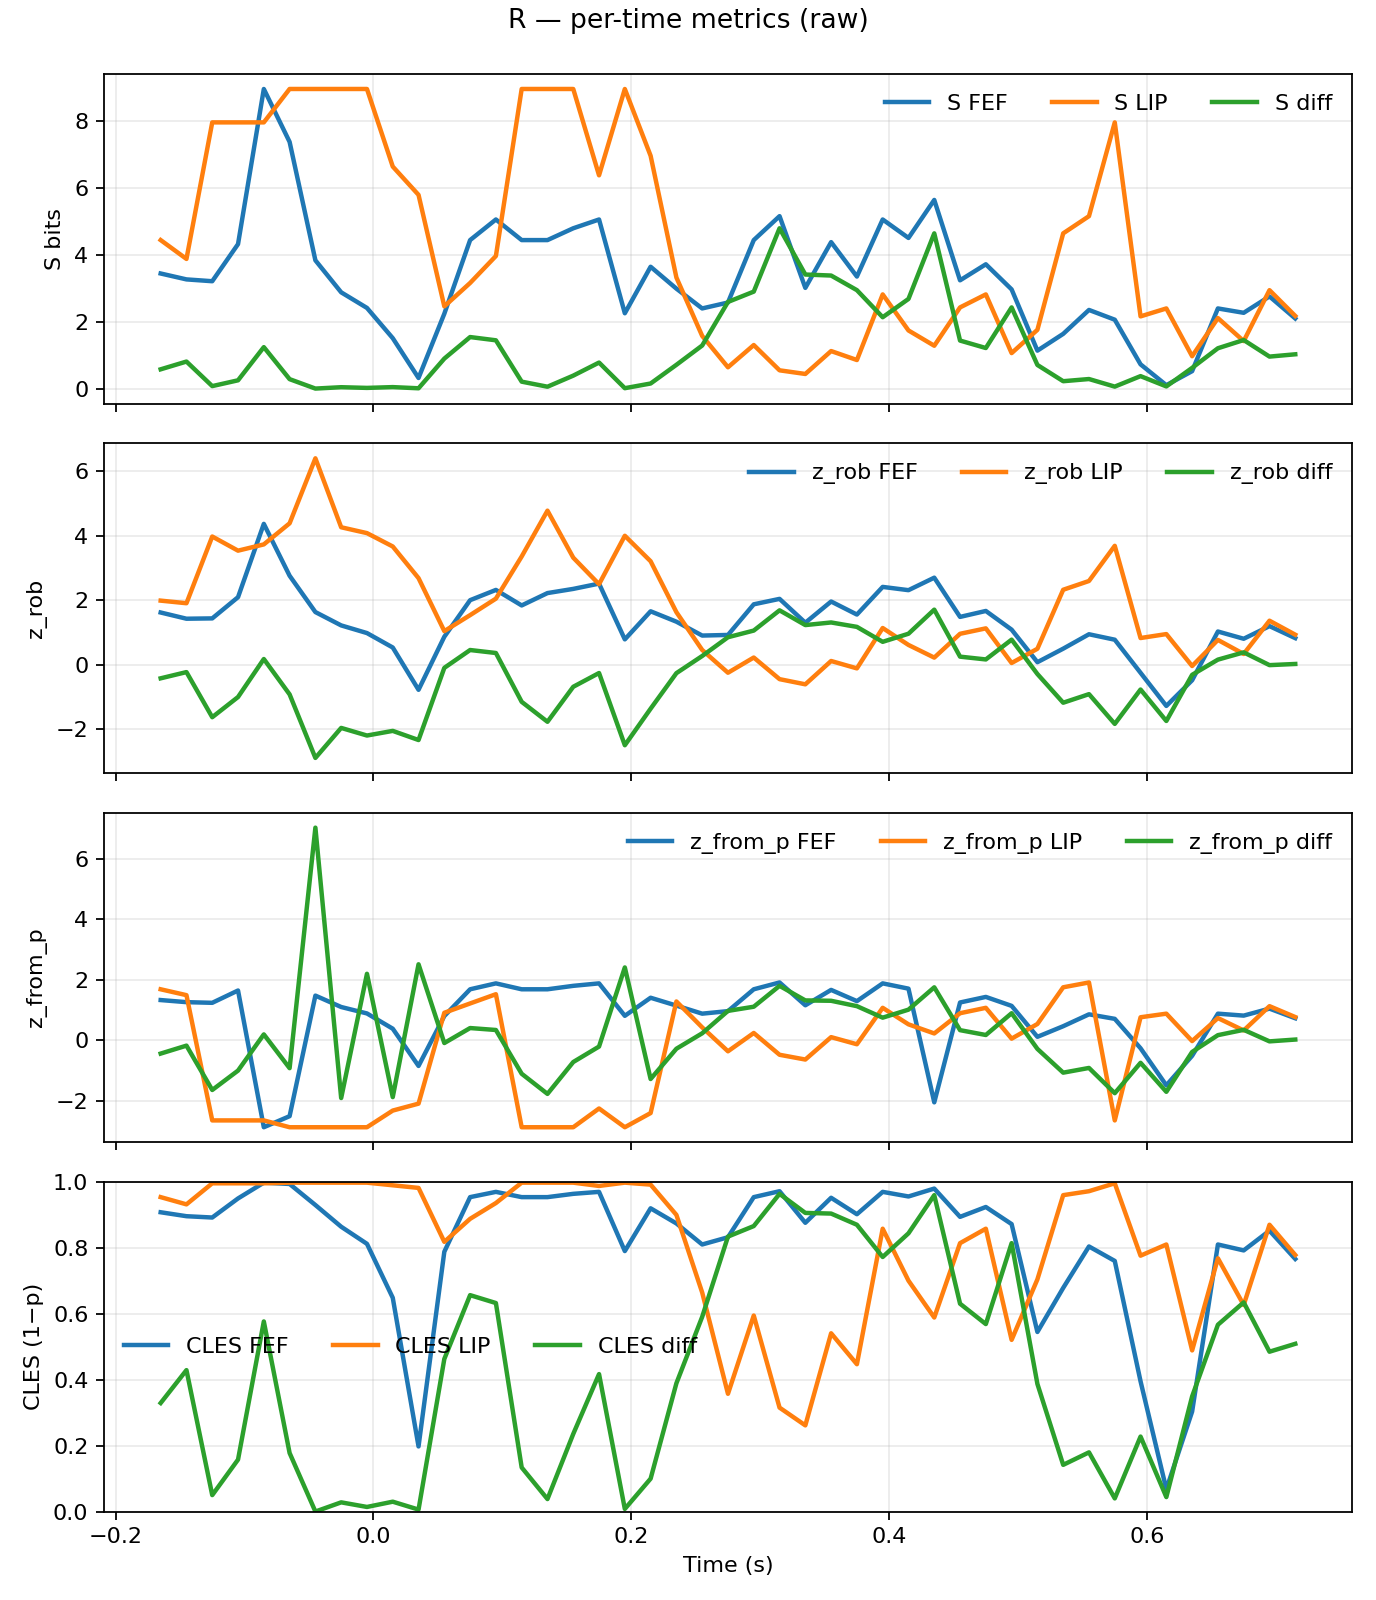 R — per-time metrics (raw)
S FEF S LIP S diff
8
6
4
2
0
S bits
z_rob FEF z_rob LIP z_rob diff
6
4
2
0
−2
z_rob
z_from_p FEF z_from_p LIP z_from_p diff
6
4
2
0
−2
z_from_p
1.0
0.8
0.6
CLES FEF CLES LIP CLES diff
0.4
0.2
0.0
CLES (1−p)
−0.2 0.0 0.2 0.4 0.6
Time (s)